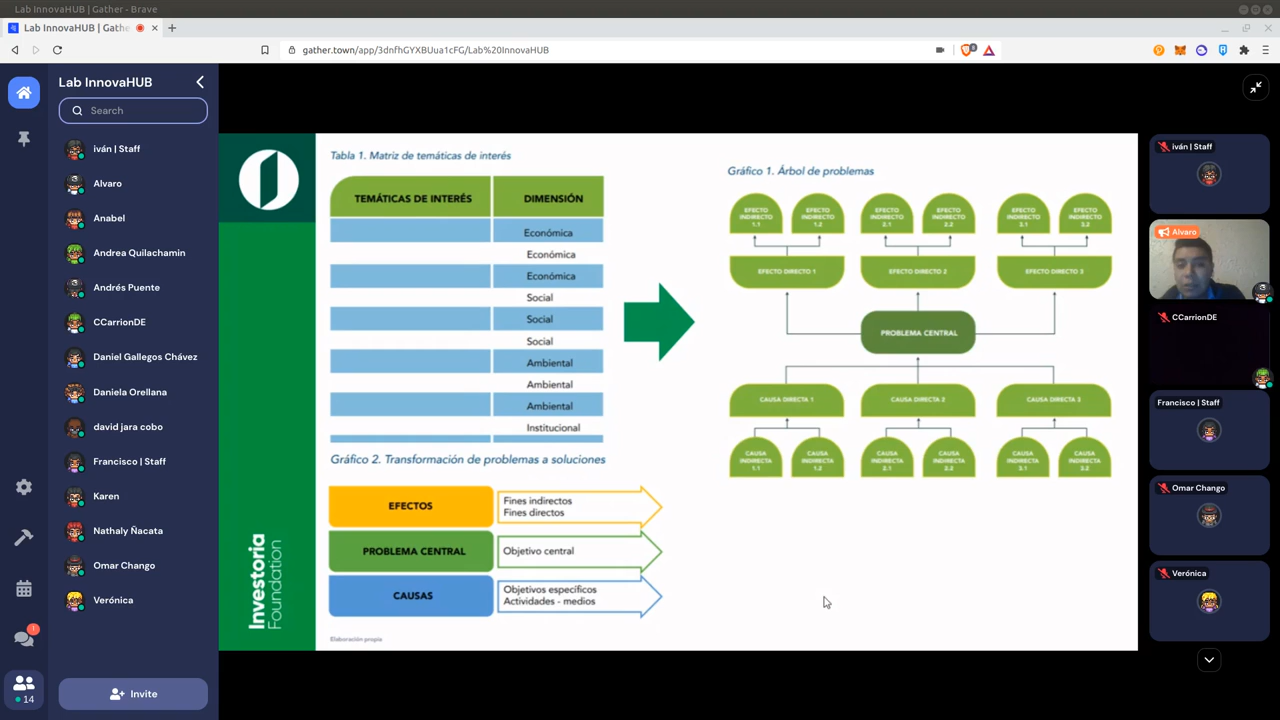 Lab InnovaHUB | Gather - Brave
Lab InnovaHUB | Gathe
gather.town/app/3dnfhGYXBUua1cFG/Lab%20InnovaHUB
Lab InnovaHUB
Search
iván | Staff
Alvaro
Anabel
Andrea Quilachamin
Andrés Puente
CCarrionDE
Daniel Gallegos Chávez
Daniela Orellana
david jara cobo
Francisco | Staff
Karen
Nathaly Ñacata
Omar Chango
Verónica
1
14
Invite
Investoria
Foundation
Tabla 1. Matriz de temáticas de interés
TEMÁTICAS DE INTERÉS DIMENSIÓN
Económica
Económica
Económica
Social
Social
Social
Ambiental
Ambiental
Ambiental
Institucional
Gráfico 2. Transformación de problemas a soluciones
EFECTOS
Fines indirectos
Fines directos
PROBLEMA CENTRAL
Objetivo central
CAUSAS
Objetivos específicos
Actividades - medios
Elaboración propia
Gráfico 1. Árbol de problemas
EFECTO INDIRECTO 1.1
EFECTO INDIRECTO 1.2
EFECTO INDIRECTO 2.1
EFECTO INDIRECTO 2.2
EFECTO INDIRECTO 3.1
EFECTO INDIRECTO 3.2
EFECTO DIRECTO 1
EFECTO DIRECTO 2
EFECTO DIRECTO 3
PROBLEMA CENTRAL
CAUSA DIRECTA 1
CAUSA DIRECTA 2
CAUSA DIRECTA 3
CAUSA INDIRECTA 1.1
CAUSA INDIRECTA 1.2
CAUSA INDIRECTA 2.1
CAUSA INDIRECTA 2.2
CAUSA INDIRECTA 3.1
CAUSA INDIRECTA 3.2
iván | Staff
Alvaro
CCarrionDE
Francisco | Staff
Omar Chango
Verónica